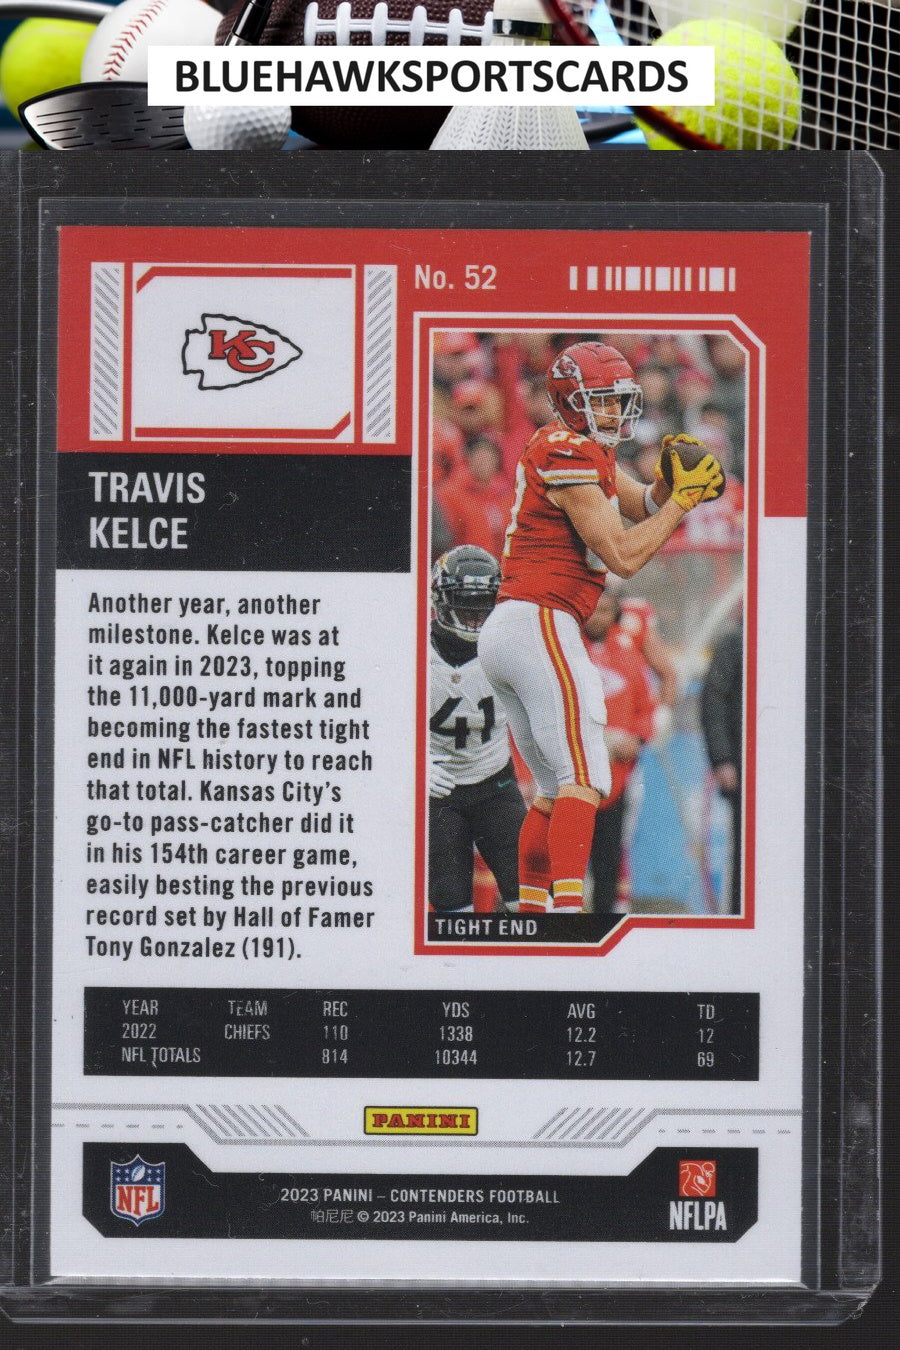 BLUEHAWKSPORTSCARDS
KC
No. 52
TRAVIS
KELCE
Another year, another
milestone. Kelce was at
it again in 2023, topping
the 11,000-yard mark and
becoming the fastest tight
end in NFL history to reach
that total. Kansas City's
go-to pass-catcher did it
in his 154th career game,
easily besting the previous
record set by Hall of Famer
Tony Gonzalez (191).
87
41
TIGHT END
YEAR TEAM REC YDS AVG TD
2022 CHIEFS 110 1338 12.2 12
NFL TOTALS 814 10344 12.7 69
PANINI
NFL
2023 PANINI – CONTENDERS FOOTBALL
帕尼尼 © 2023 Panini America, Inc.
NFLPA